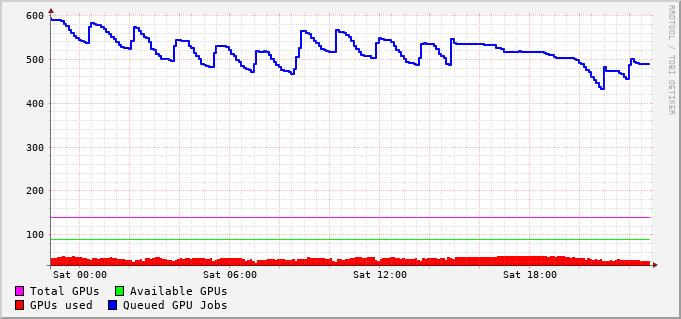 600
500
400
300
200
100
Sat 00:00 Sat 06:00 Sat 12:00 Sat 18:00
Total GPUs Available GPUs
GPUs used Queued GPU Jobs
RRDTOOL / TOBI OETIKER